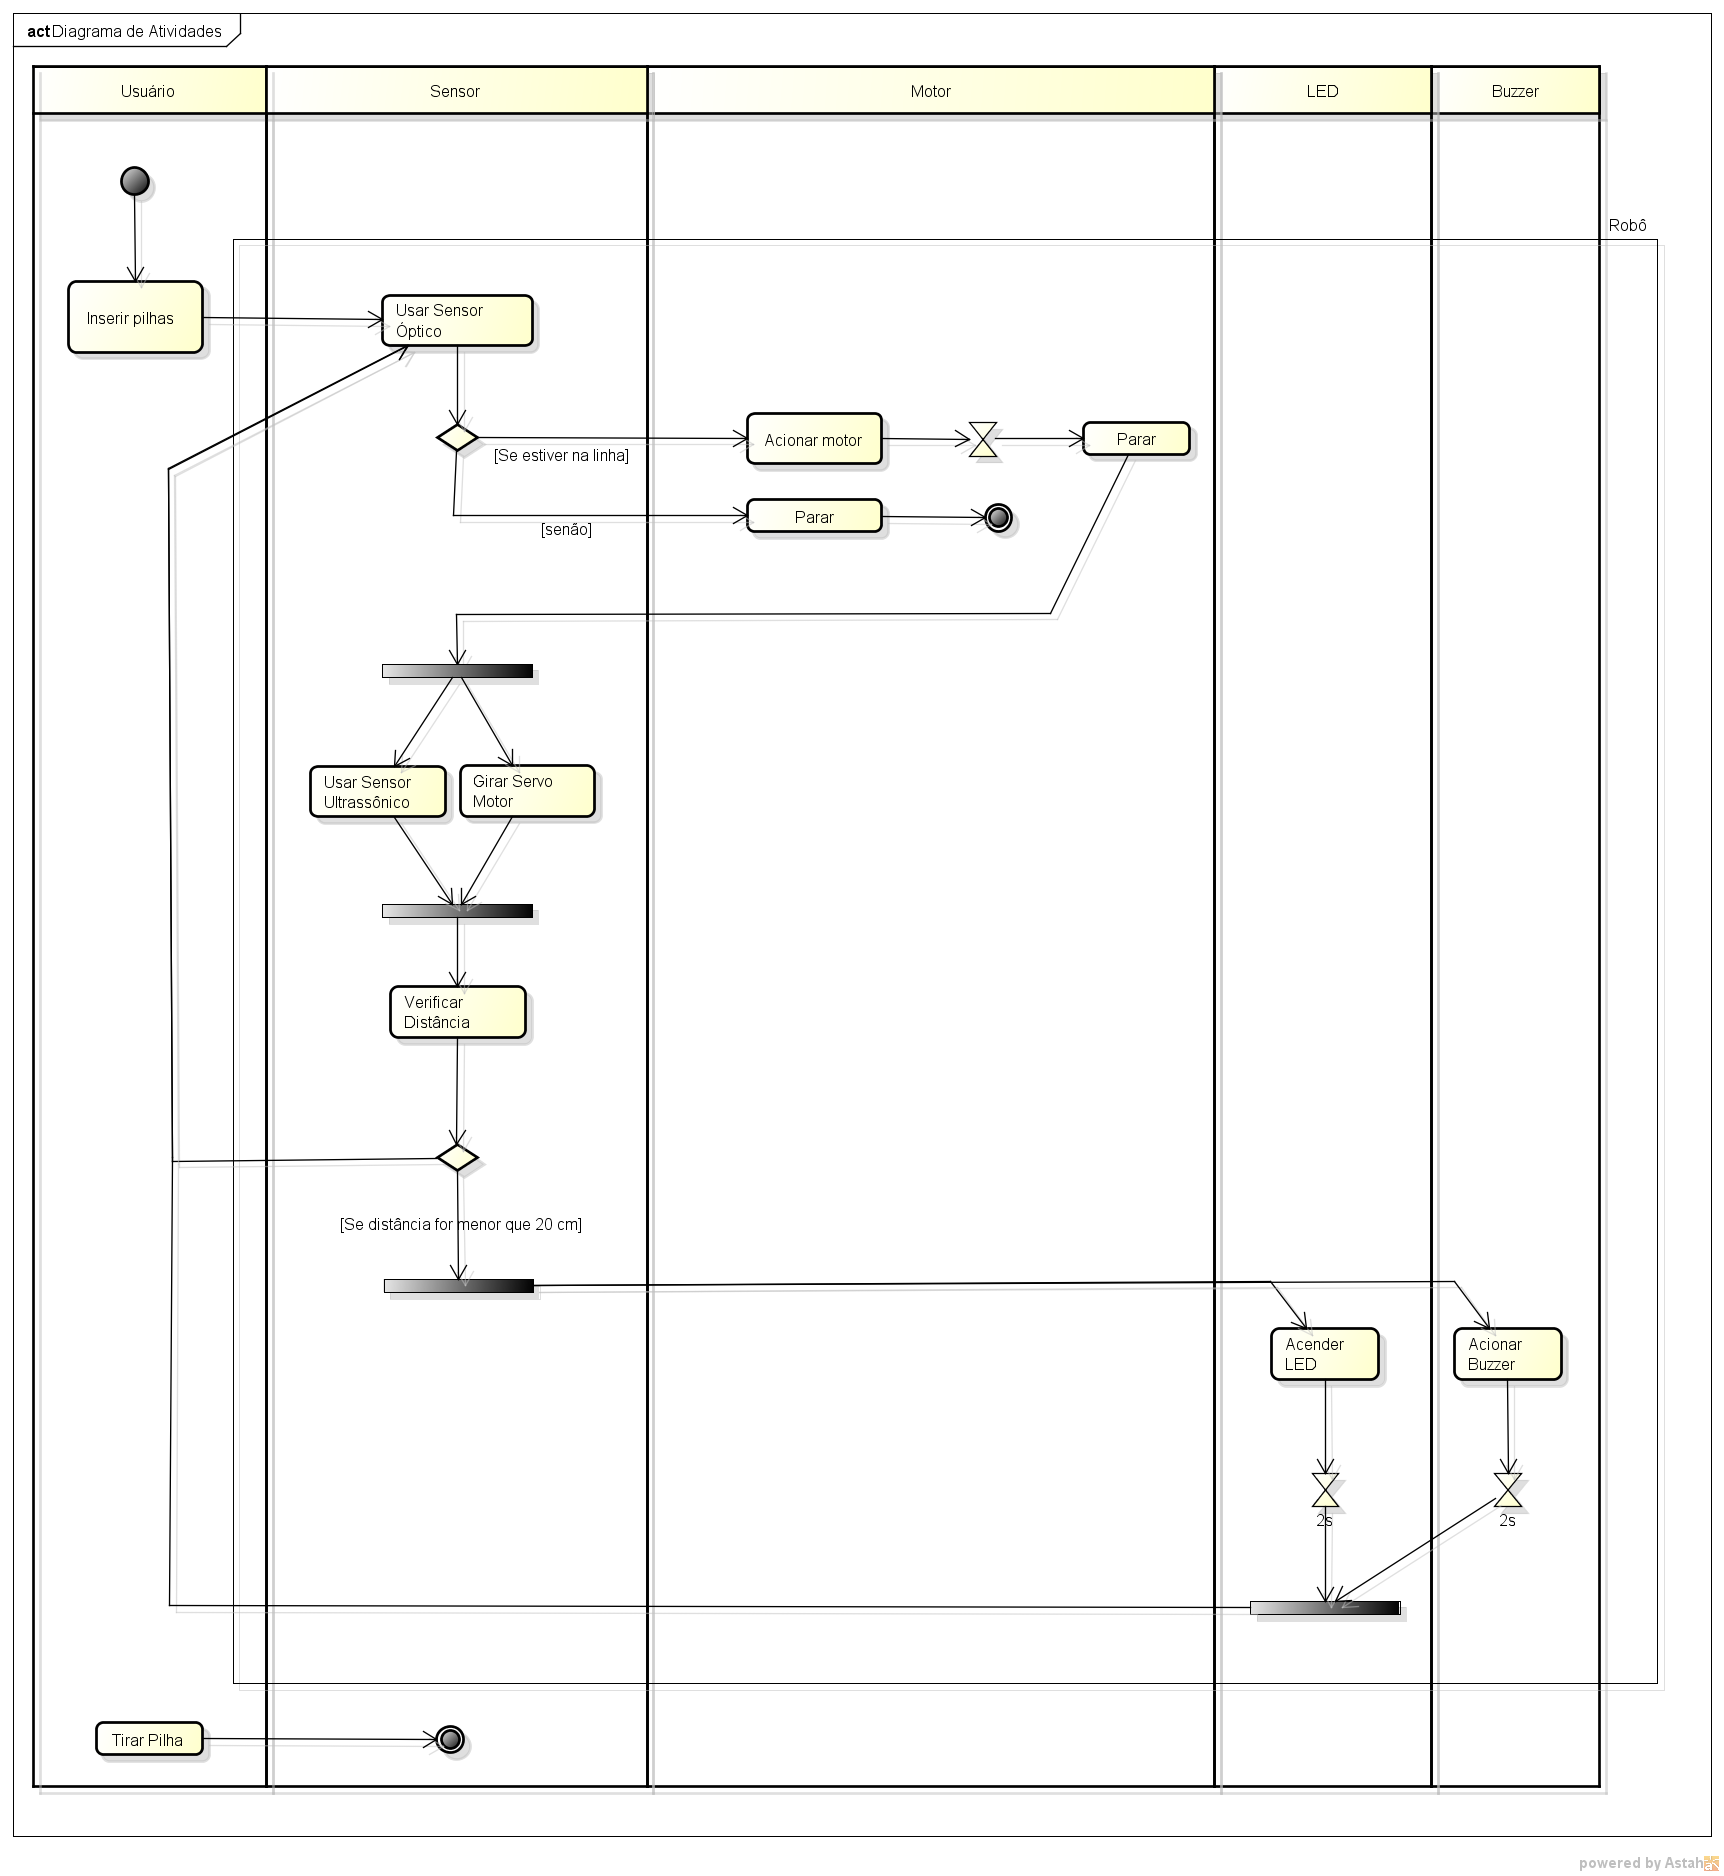 act Diagrama de Atividades
Usuário
Sensor
Motor
LED
Buzzer
Robô
Inserir pilhas
Usar Sensor
Óptico
[Se estiver na linha]
Acionar motor
Parar
[senão]
Parar
Usar Sensor
Ultrassônico
Girar Servo
Motor
Verificar
Distância
[Se distância for menor que 20 cm]
Acender
LED
Acionar
Buzzer
2s
2s
Tirar Pilha
powered by Astah